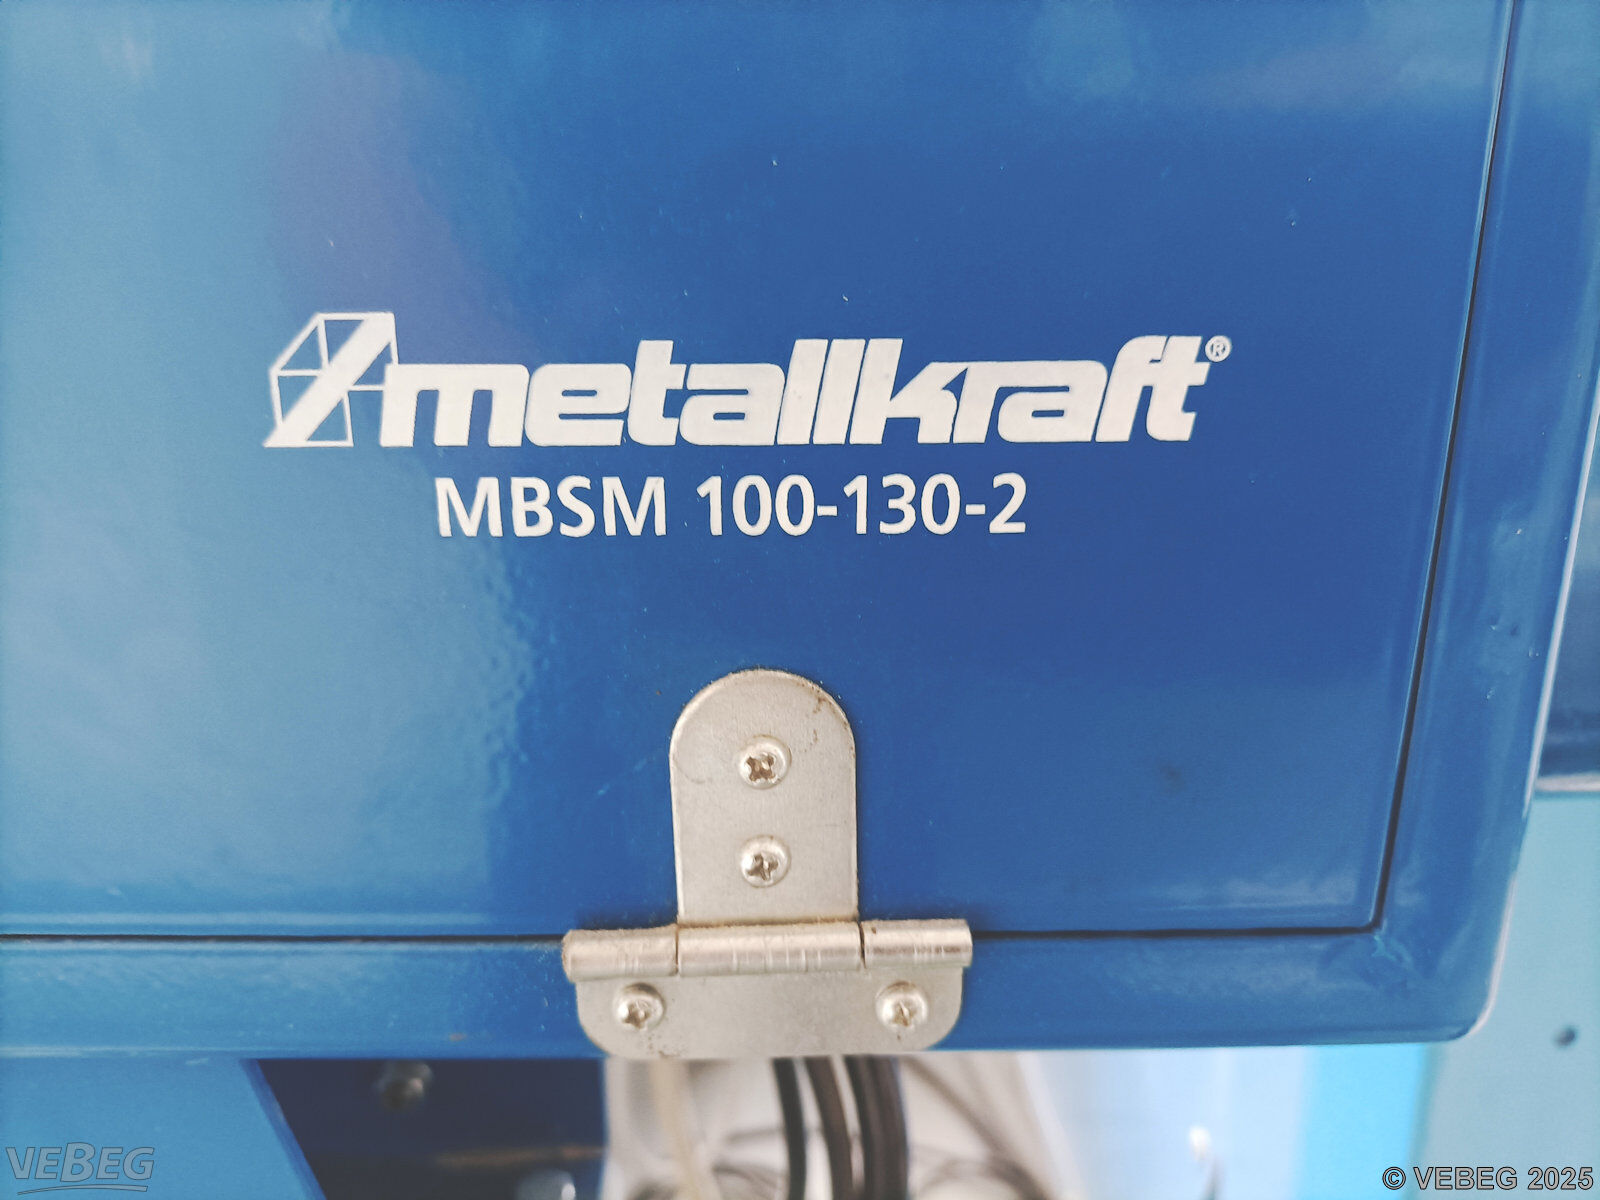 metallkraft®
MBSM 100-130-2
VEBEG
© VEBEG 2025